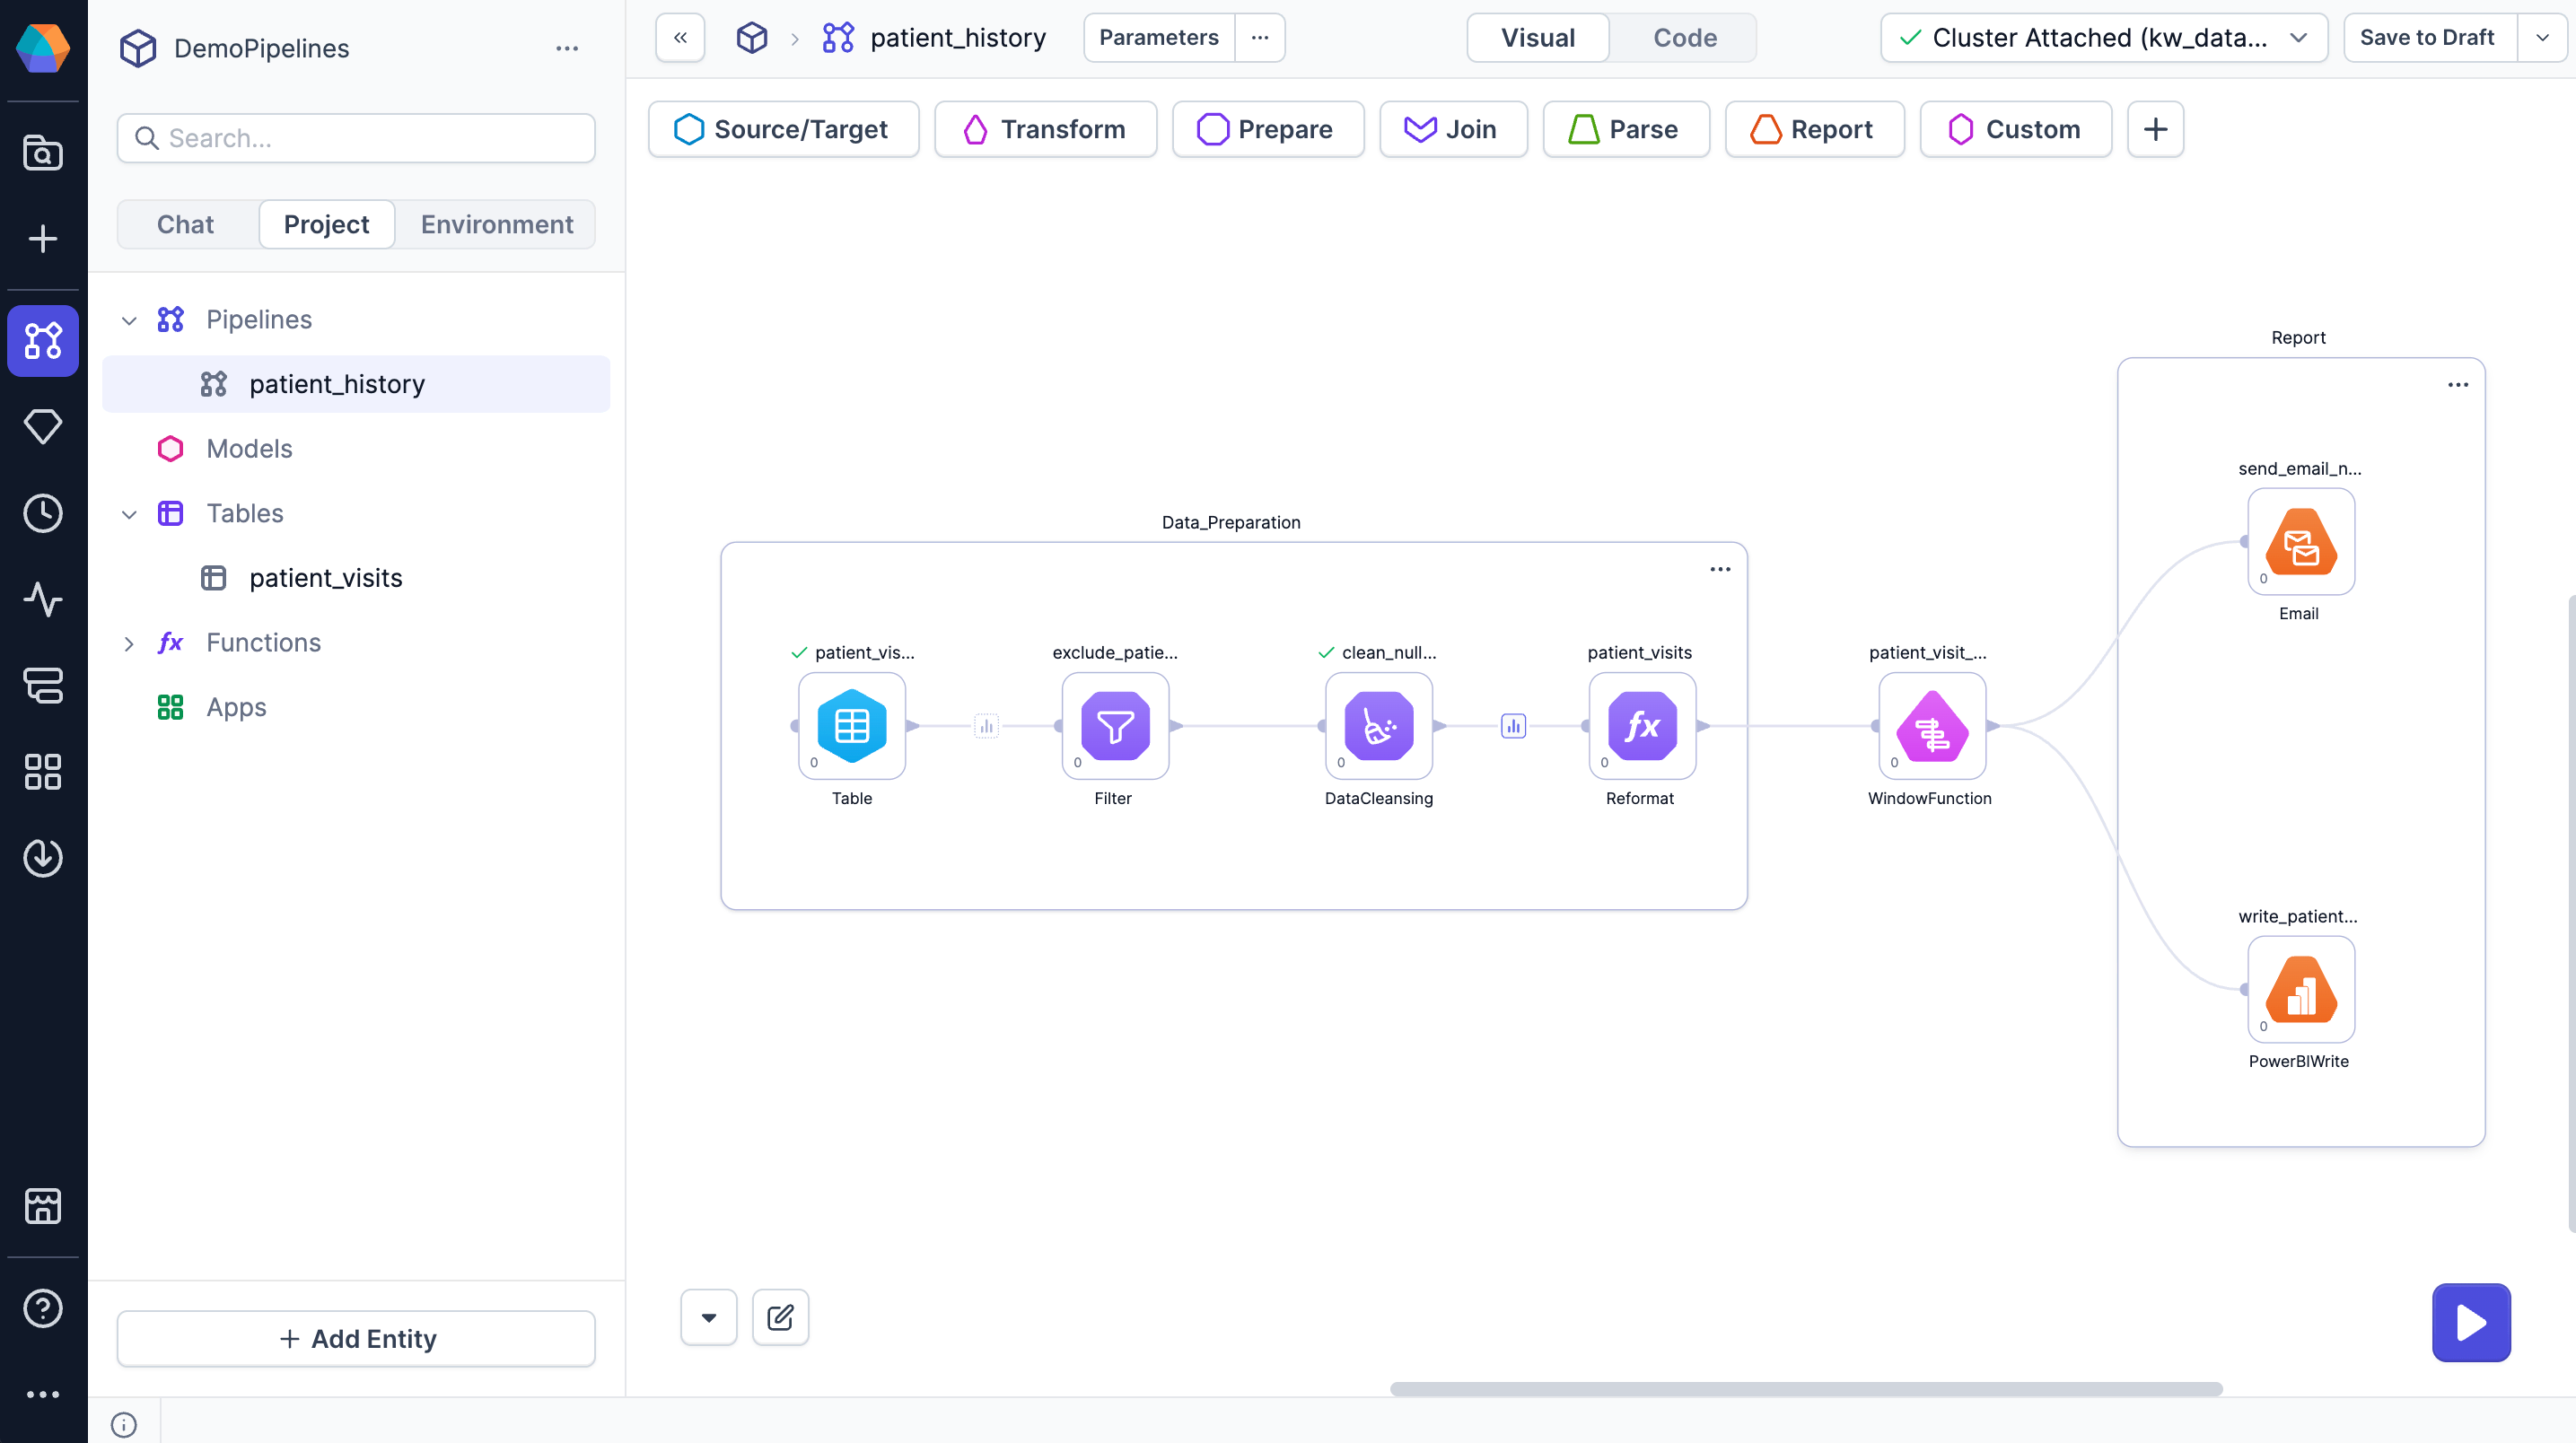 DemoPipelines
Search...
Chat
Project
Environment
Pipelines
patient_history
Models
Tables
patient_visits
fx Functions
Apps
+ Add Entity
patient_history
Parameters
Visual
Code
Cluster Attached (kw_data...
Save to Draft
Source/Target
Transform
Prepare
Join
Parse
Report
Custom
Data_Preparation
patient_vis...
0
Table
exclude_patie...
0
Filter
clean_null...
0
DataCleansing
patient_visits
fx
0
Reformat
patient_visit_...
0
WindowFunction
Report
send_email_n...
0
Email
write_patient...
0
PowerBIWrite